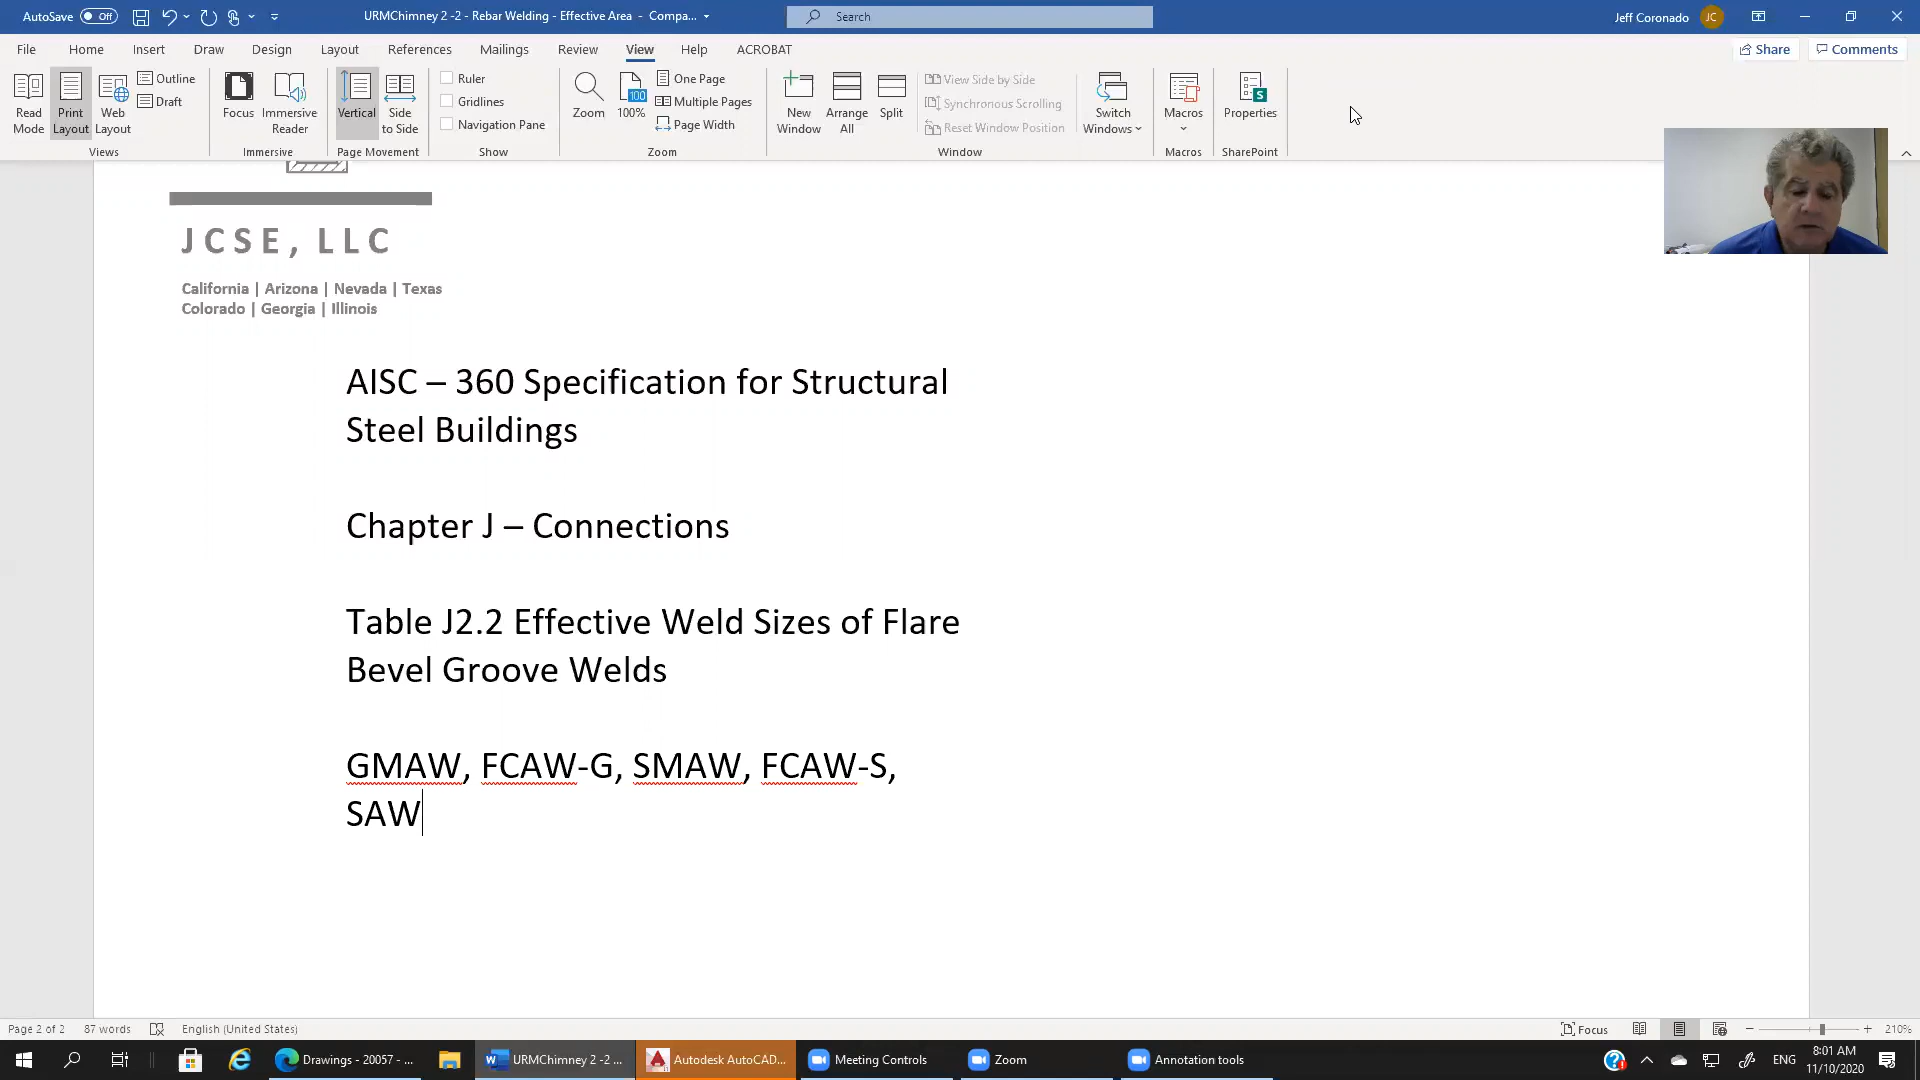 AutoSave Off
URMChimney 2 -2 - Rebar Welding - Effective Area - Compa...
Search
Jeff Coronado JC
File Home Insert Draw Design Layout References Mailings Review View Help ACROBAT
Share Comments
Read Mode
Print Layout
Web Layout
Outline
Draft
Views
Focus
Immersive Reader
Immersive
Vertical
Side to Side
Page Movement
Ruler
Gridlines
Navigation Pane
Show
Zoom
100
100%
One Page
Multiple Pages
Page Width
Zoom
New Window
Arrange All
Split
View Side by Side
Synchronous Scrolling
Reset Window Position
Window
Switch Windows
Macros
Macros
Properties
SharePoint
JCSE, LLC
California | Arizona | Nevada | Texas
Colorado | Georgia | Illinois
AISC – 360 Specification for Structural
Steel Buildings
Chapter J – Connections
Table J2.2 Effective Weld Sizes of Flare
Bevel Groove Welds
GMAW, FCAW-G, SMAW, FCAW-S,
SAW
Page 2 of 2 87 words English (United States) Focus 210%
Drawings - 20057 - ... URMChimney 2 -2 ... Autodesk AutoCAD... Meeting Controls Zoom Annotation tools ENG
8:01 AM
11/10/2020